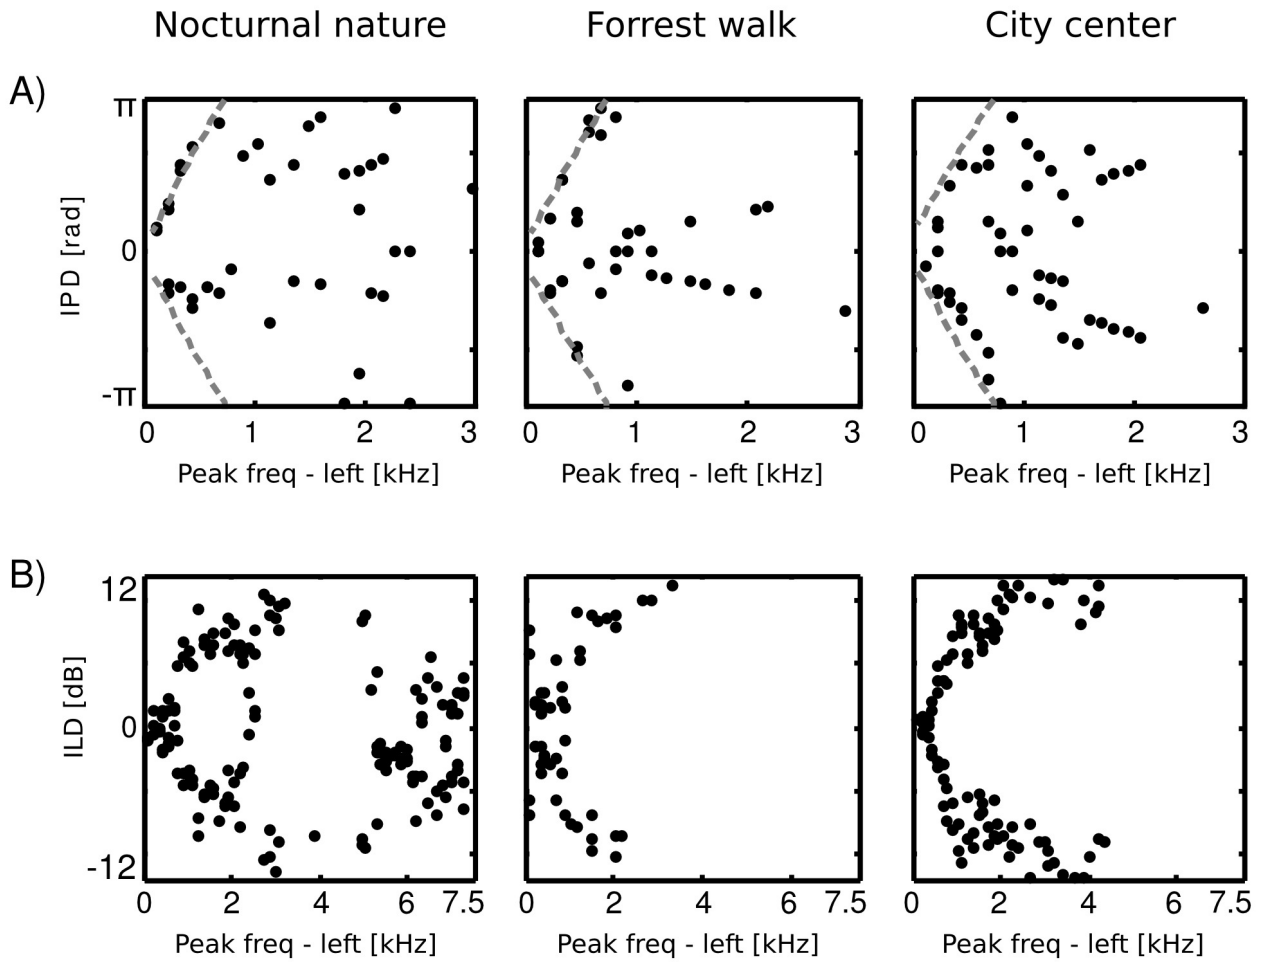 Nocturnal nature Forrest walk City center
A)
π
IPD [rad]
0
-π
0 1 2 3 0 1 2 3 0 1 2 3
Peak freq - left [kHz] Peak freq - left [kHz] Peak freq - left [kHz]
B)
12
ILD [dB]
0
-12
0 2 4 6 7.5 0 2 4 6 7.5 0 2 4 6 7.5
Peak freq - left [kHz] Peak freq - left [kHz] Peak freq - left [kHz]